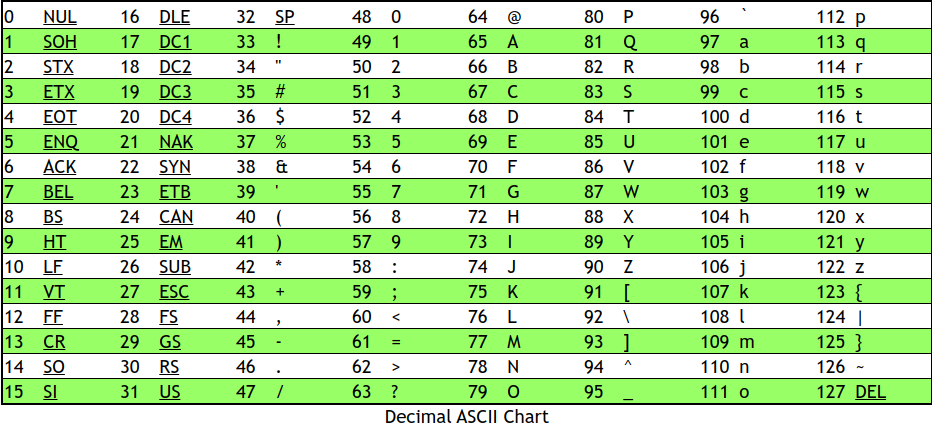 0 NUL 16 DLE 32 SP 48 0 64 @ 80 P 96 ` 112 p
1 SOH 17 DC1 33 ! 49 1 65 A 81 Q 97 a 113 q
2 STX 18 DC2 34 " 50 2 66 B 82 R 98 b 114 r
3 ETX 19 DC3 35 # 51 3 67 C 83 S 99 c 115 s
4 EOT 20 DC4 36 $ 52 4 68 D 84 T 100 d 116 t
5 ENQ 21 NAK 37 % 53 5 69 E 85 U 101 e 117 u
6 ACK 22 SYN 38 & 54 6 70 F 86 V 102 f 118 v
7 BEL 23 ETB 39 ' 55 7 71 G 87 W 103 g 119 w
8 BS 24 CAN 40 ( 56 8 72 H 88 X 104 h 120 x
9 HT 25 EM 41 ) 57 9 73 I 89 Y 105 i 121 y
10 LF 26 SUB 42 * 58 : 74 J 90 Z 106 j 122 z
11 VT 27 ESC 43 + 59 ; 75 K 91 [ 107 k 123 {
12 FF 28 FS 44 , 60 < 76 L 92 \ 108 l 124 |
13 CR 29 GS 45 - 61 = 77 M 93 ] 109 m 125 }
14 SO 30 RS 46 . 62 > 78 N 94 ^ 110 n 126 ~
15 SI 31 US 47 / 63 ? 79 O 95 _ 111 o 127 DEL
Decimal ASCII Chart